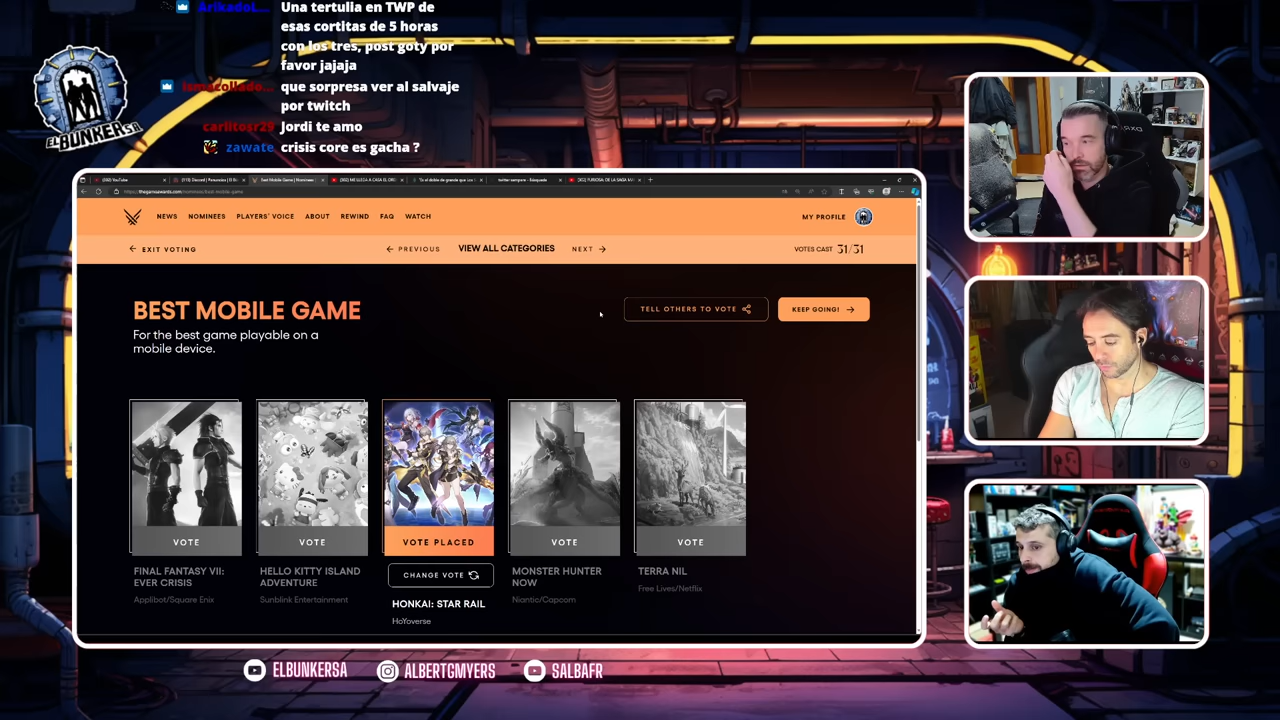 Arikadot...
Una tertulia en TWP de
esas cortitas de 5 horas
con los tres, post goty por
favor jajaja
ismacollado...
que sorpresa ver al salvaje
por twitch
carlitosr29
Jordi te amo
zawate
crisis core es gacha ?
ELBUNKERSA
NEWS
NOMINEES
PLAYERS' VOICE
ABOUT
REWIND
FAQ
WATCH
MY PROFILE
EXIT VOTING
PREVIOUS
VIEW ALL CATEGORIES
NEXT
VOTES CAST 31/31
BEST MOBILE GAME
For the best game playable on a
mobile device.
TELL OTHERS TO VOTE
KEEP GOING!
VOTE
VOTE
VOTE PLACED
VOTE
VOTE
FINAL FANTASY VII:
EVER CRISIS
Applibot/Square Enix
HELLO KITTY ISLAND
ADVENTURE
Sunblink Entertainment
CHANGE VOTE
HONKAI: STAR RAIL
HoYoverse
MONSTER HUNTER
NOW
Niantic/Capcom
TERRA NIL
Free Lives/Netflix
ELBUNKERSA
ALBERTGMYERS
SALBAFR